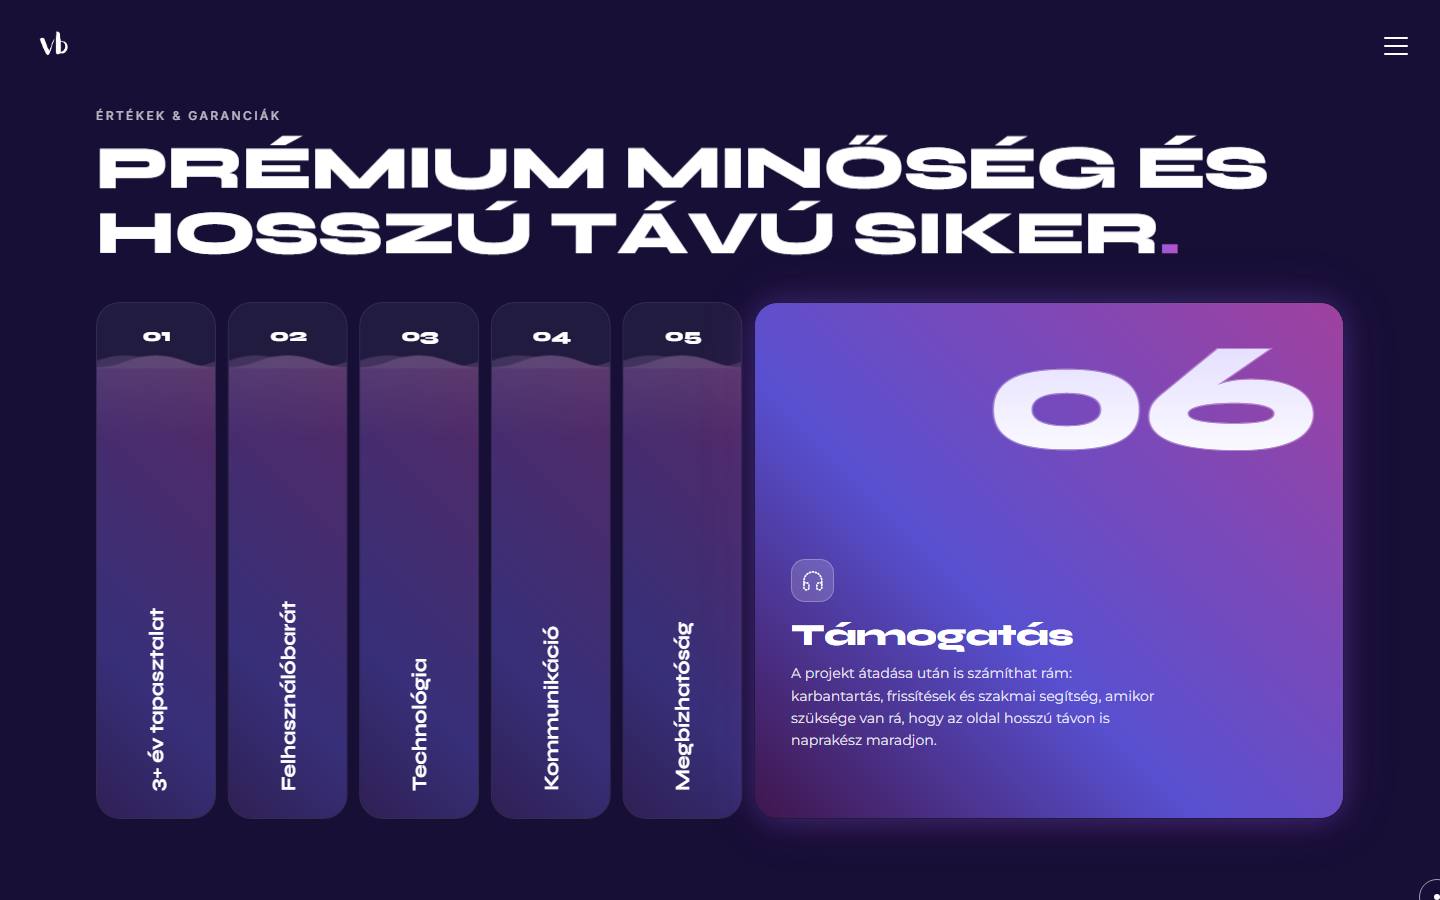 vb
ÉRTÉKEK & GARANCIÁK
PRÉMIUM MINŐSÉG ÉS
HOSSZÚ TÁVÚ SIKER.
01
3+ év tapasztalat
02
Felhasználóbarát
03
Technológia
04
Kommunikáció
05
Megbízhatóság
06
Támogatás
A projekt átadása után is számíthat rám:
karbantartás, frissítések és szakmai segítség, amikor
szüksége van rá, hogy az oldal hosszú távon is
naprakész maradjon.